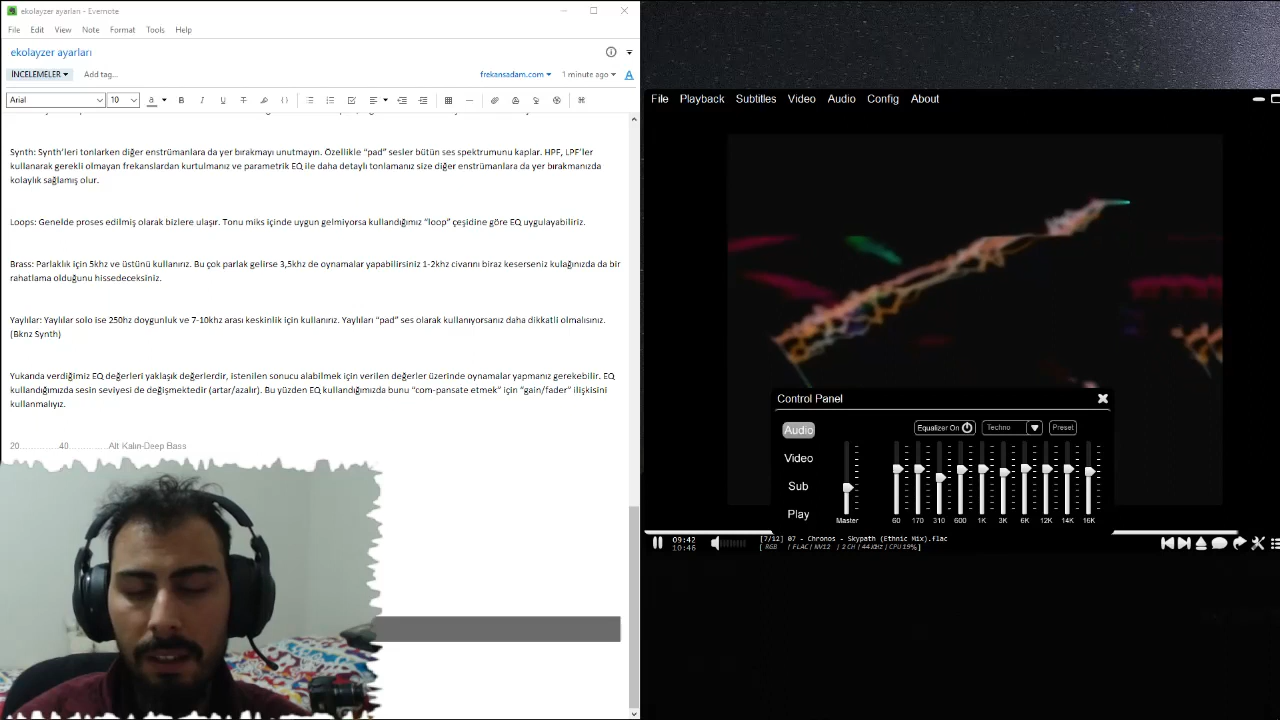 ekolayzer ayarları - Evernote
File Edit View Note Format Tools Help
ekolayzer ayarları
İNCELEMELER
Add tag...
frekansadam.com
1 minute ago
Arial
10
Synth: Synth'leri tonlarken diğer enstrümanlara da yer bırakmayı unutmayın. Özellikle “pad” sesler bütün ses spektrumunu kaplar. HPF, LPF'ler
kullanarak gerekli olmayan frekanslardan kurtulmanız ve parametrik EQ ile daha detaylı tonlamanız size diğer enstrümanlara da yer bırakmanızda
kolaylık sağlamış olur.
Loops: Genelde proses edilmiş olarak bizlere ulaşır. Tonu miks içinde uygun gelmiyorsa kullandığımız “loop” çeşidine göre EQ uygulayabiliriz.
Brass: Parlaklık için 5khz ve üstünü kullanırız. Bu çok parlak gelirse 3,5khz de oynamalar yapabilirsiniz 1-2khz civarını biraz keserseniz kulağınızda da bir
rahatlama olduğunu hissedeceksiniz.
Yaylılar: Yaylılar solo ise 250hz doygunluk ve 7-10khz arası keskinlik için kullanırız. Yaylıları “pad” ses olarak kullanıyorsanız daha dikkatli olmalısınız.
(Bknz Synth)
Yukarıda verdiğimiz EQ değerleri yaklaşık değerlerdir, istenilen sonucu alabilmek için verilen değerler üzerinde oynamalar yapmanız gerekebilir. EQ
kullandığımızda sesin seviyesi de değişmektedir (artar/azalır). Bu yüzden EQ kullandığımızda bunu “com-pansate etmek” için “gain/fader” ilişkisini
kullanmalıyız.
20..............40..............Alt Kalın-Deep Bass
File Playback Subtitles Video Audio Config About
Control Panel
Audio
Video
Sub
Play
Equalizer On
Techno
Preset
Master 60 170 310 600 1K 3K 6K 12K 14K 16K
09:42
10:46
[7/12] 07 - Chronos - Skypath (Ethnic Mix).flac
[ RGB | FLAC/NV12 | 2 CH | 44 KHz | CPU 19% ]